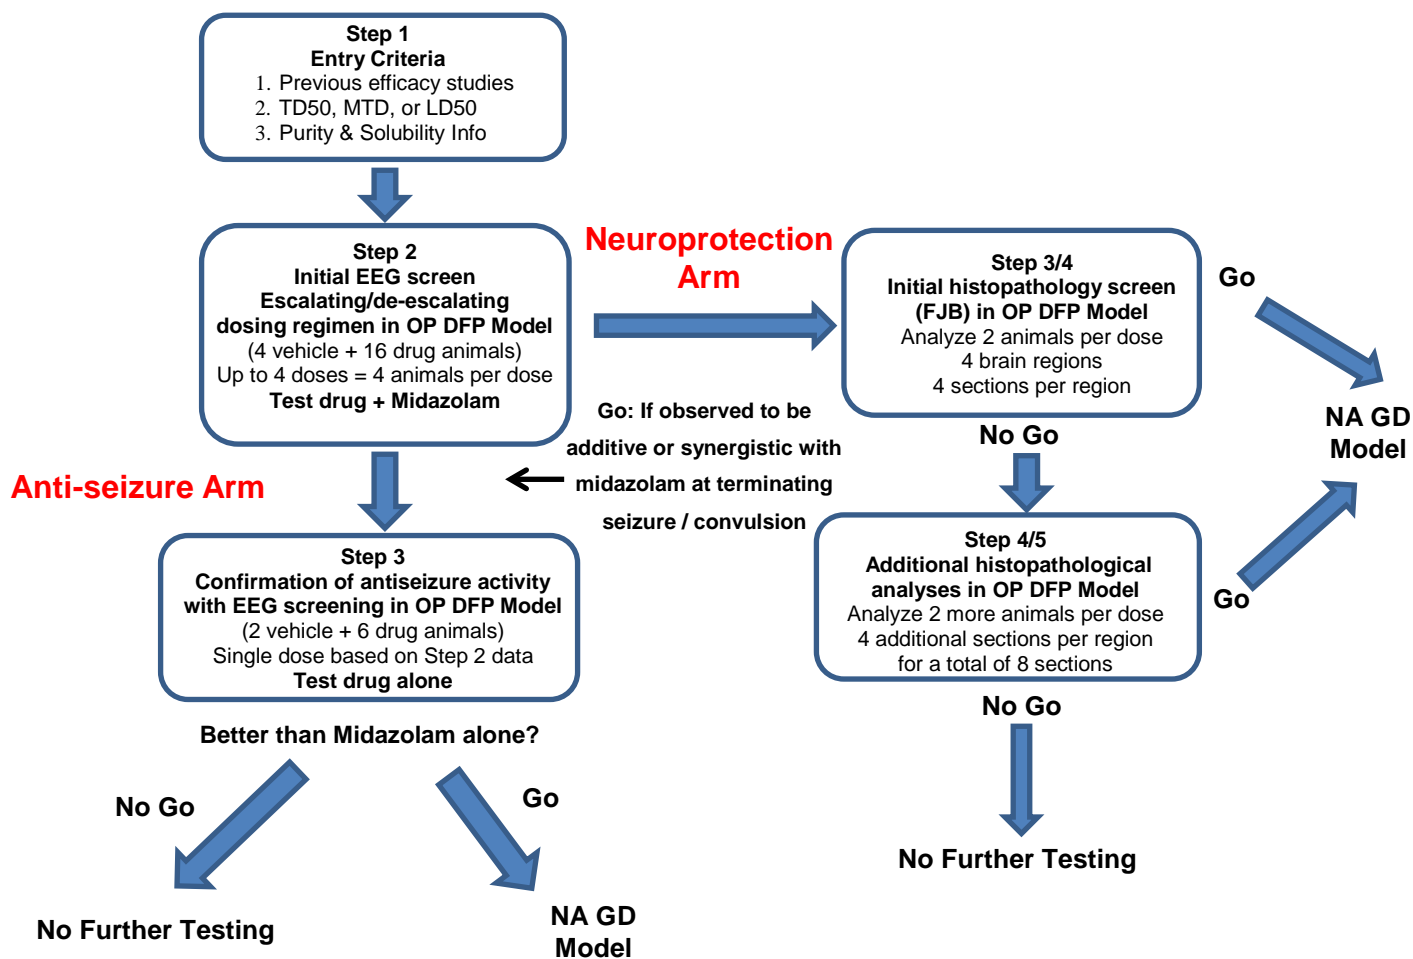 Step 1
Entry Criteria
1. Previous efficacy studies
2. TD50, MTD, or LD50
3. Purity & Solubility Info
Step 2
Initial EEG screen
Escalating/de-escalating
dosing regimen in OP DFP Model
(4 vehicle + 16 drug animals)
Up to 4 doses = 4 animals per dose
Test drug + Midazolam
Neuroprotection
Arm
Step 3/4
Initial histopathology screen
(FJB) in OP DFP Model
Analyze 2 animals per dose
4 brain regions
4 sections per region
Go
NA GD
Model
No Go
Go: If observed to be
additive or synergistic with
midazolam at terminating
seizure / convulsion
Anti-seizure Arm
Step 3
Confirmation of antiseizure activity
with EEG screening in OP DFP Model
(2 vehicle + 6 drug animals)
Single dose based on Step 2 data
Test drug alone
Step 4/5
Additional histopathological
analyses in OP DFP Model
Analyze 2 more animals per dose
4 additional sections per region
for a total of 8 sections
Go
No Go
No Further Testing
Better than Midazolam alone?
No Go
Go
No Further Testing
NA GD
Model